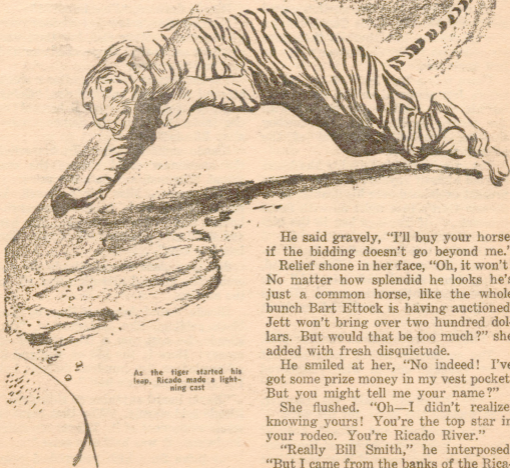 He said gravely, “I’ll buy your horse
if the bidding doesn’t go beyond me.”
Relief shone in her face, “Oh, it won’t
No matter how splendid he looks he’s
just a common horse, like the whole
bunch Bart Ettock is having auctioned
Jett won’t bring over two hundred dol-
lars. But would that be too much?” she
added with fresh disquietude.
He smiled at her, “No indeed! I’ve
got some prize money in my vest pocket
But you might tell me your name?”
She flushed. “Oh—I didn’t realize
knowing yours! You’re the top star in
your rodeo. You’re Ricado River.”
“Really Bill Smith,” he interposed
“But I came from the banks of the Rica-
As the tiger started his
leap, Ricado made a light-
ning cast